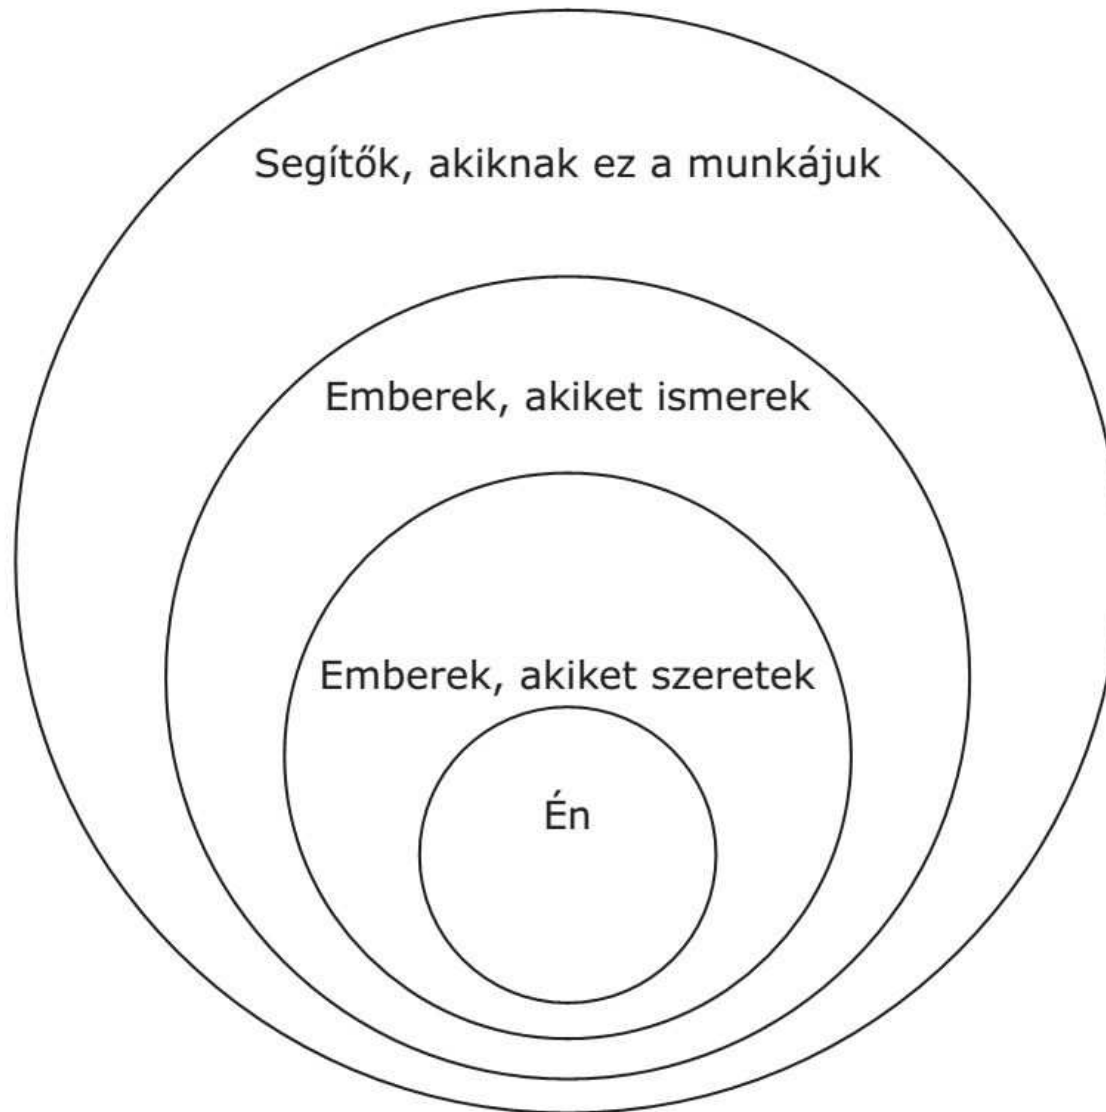 Segítők, akiknak ez a munkájuk
Emberek, akiket ismerek
Emberek, akiket szeretek
Én